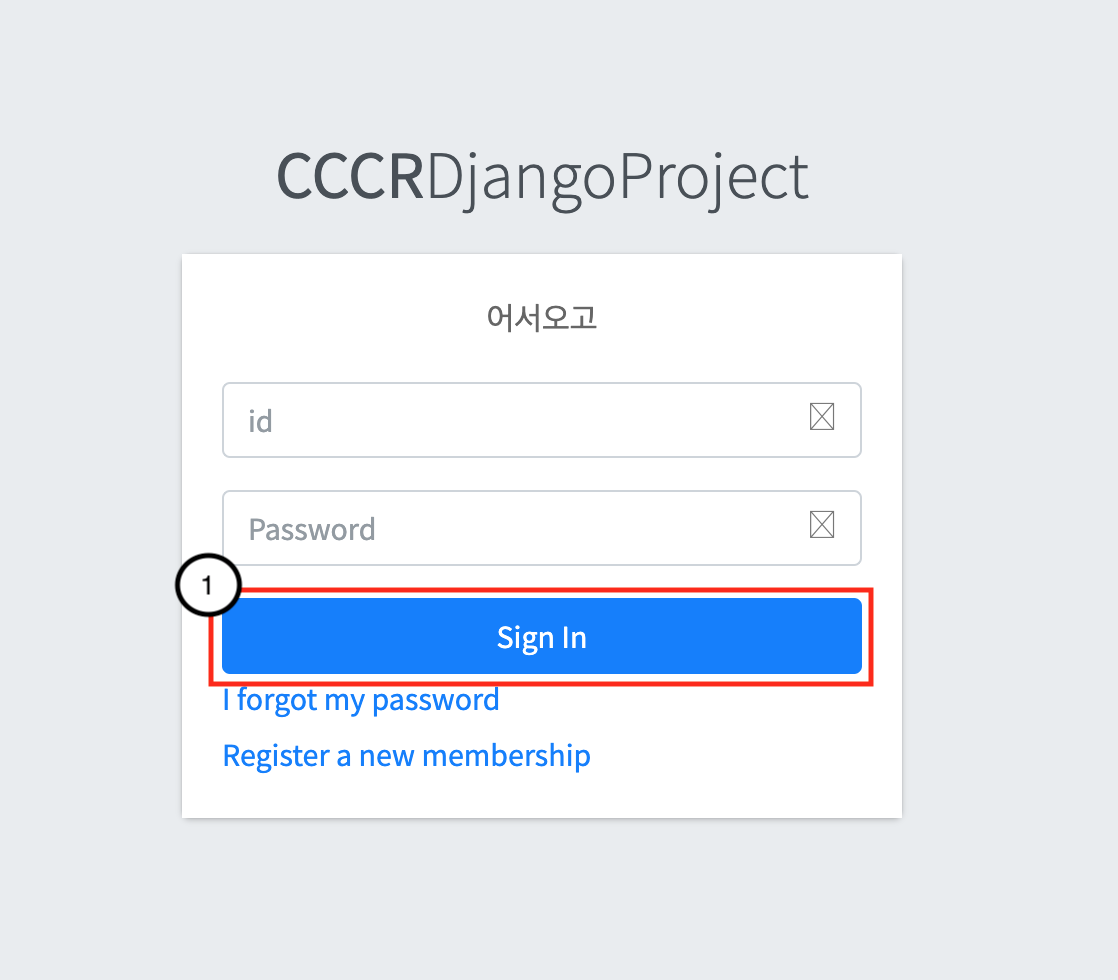 CCCRDjangoProject
어서오고
id
Password
1
Sign In
I forgot my password
Register a new membership